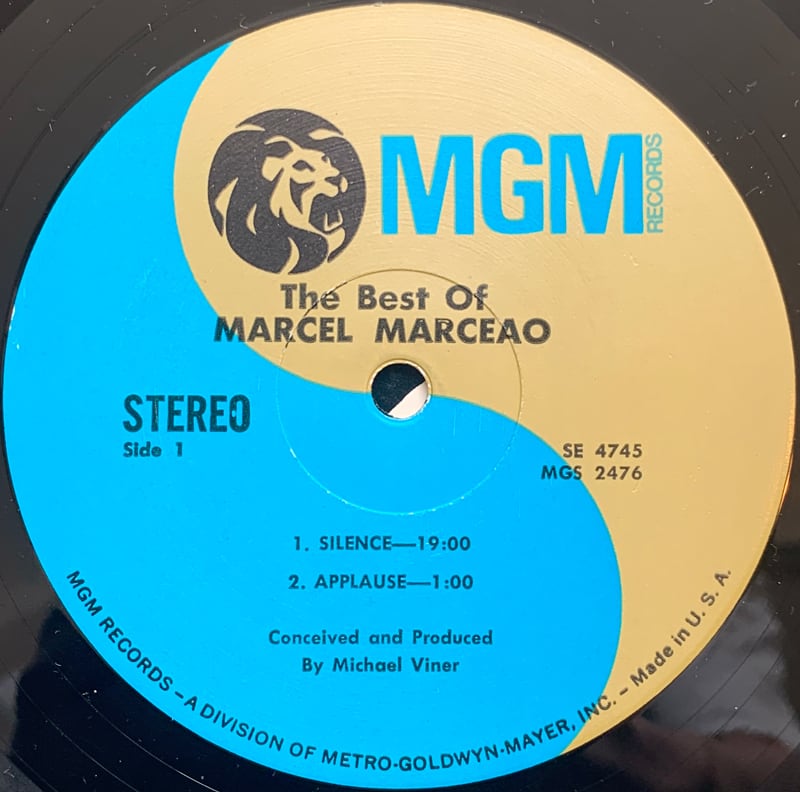 MGM RECORDS
The Best Of
MARCEL MARCEAO
STEREO
Side 1
SE 4745
MGS 2476
1. SILENCE—19:00
2. APPLAUSE—1:00
Conceived and Produced
By Michael Viner
MGM RECORDS – A DIVISION OF METRO-GOLDWYN-MAYER, INC. – Made in U. S. A.